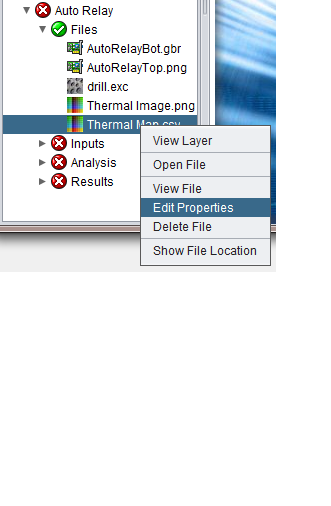 Auto Relay
Files
AutoRelayBot.gbr
AutoRelayTop.png
drill.exc
Thermal Image.png
Thermal Map.csv
View Layer
Inputs
Open File
Analysis
Results
View File
Edit Properties
Delete File
Show File Location